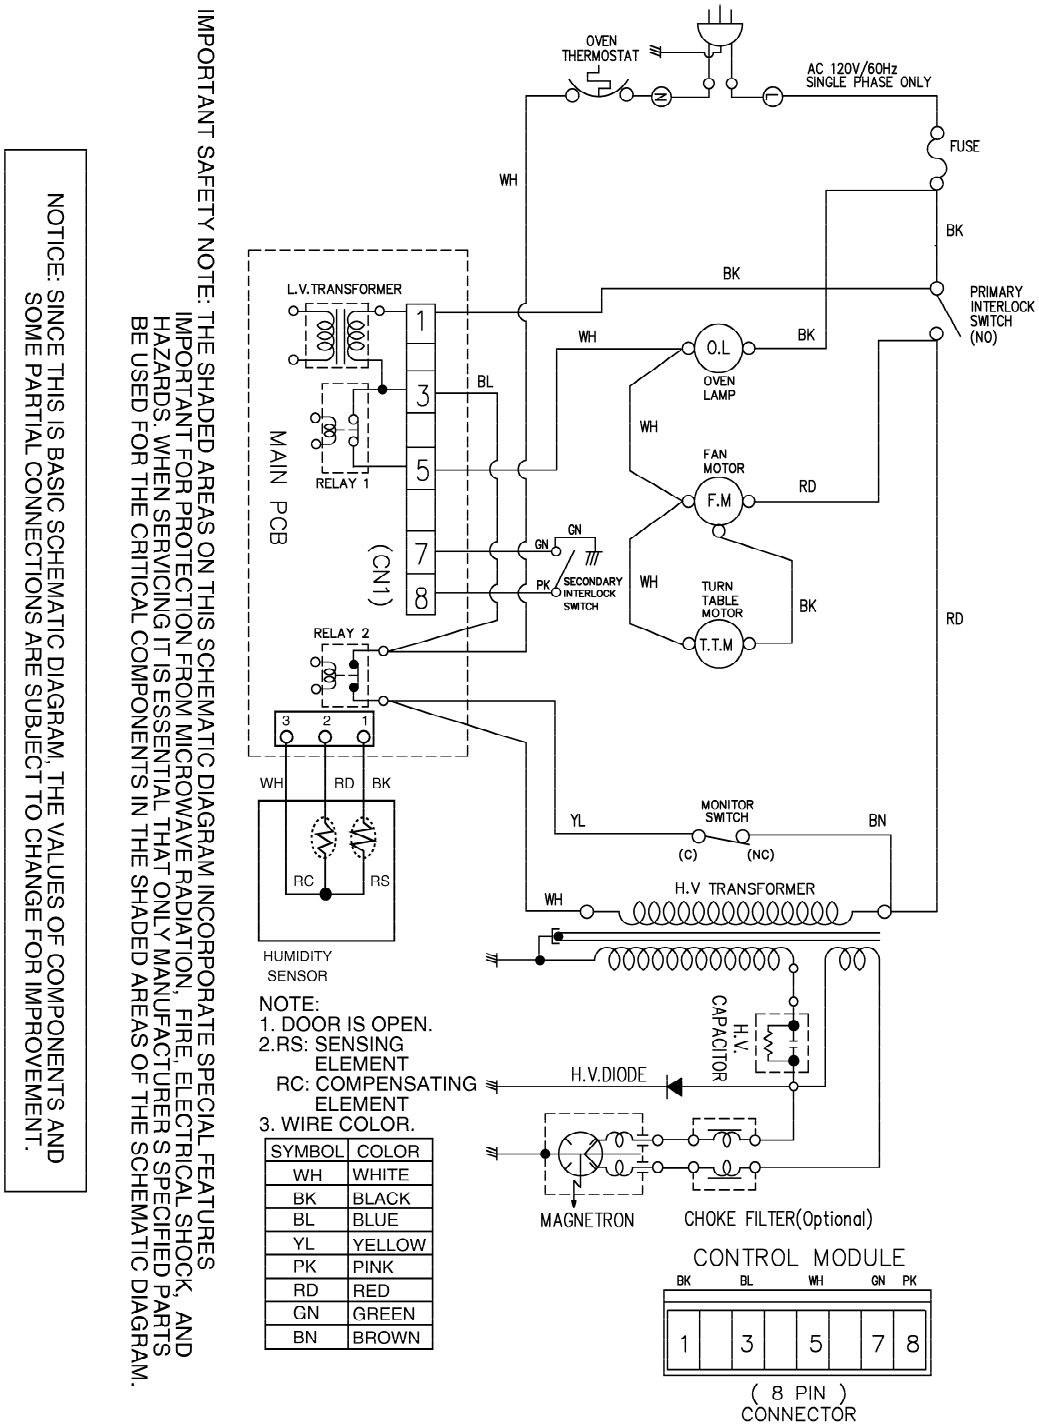 NOTICE: SINCE THIS IS BASIC SCHEMATIC DIAGRAM, THE VALUES OF COMPONENTS AND
SOME PARTIAL CONNECTIONS ARE SUBJECT TO CHANGE FOR IMPROVEMENT.
IMPORTANT SAFETY NOTE: THE SHADED AREAS ON THIS SCHEMATIC DIAGRAM INCORPORATE SPECIAL FEATURES
IMPORTANT FOR PROTECTION FROM MICROWAVE RADIATION, FIRE, ELECTRICAL SHOCK, AND
HAZARDS. WHEN SERVICING IT IS ESSENTIAL THAT ONLY MANUFACTURER S SPECIFIED PARTS
BE USED FOR THE CRITICAL COMPONENTS IN THE SHADED AREAS OF THE SCHEMATIC DIAGRAM.
OVEN
THERMOSTAT
N
L
AC 120V/60Hz
SINGLE PHASE ONLY
FUSE
WH
BK
BK
PRIMARY
INTERLOCK
SWITCH
(NO)
L.V.TRANSFORMER
1
WH
O.L
BK
OVEN
LAMP
3
BL
RELAY 1
5
WH
FAN
MOTOR
F.M
RD
MAIN PCB
(CN1)
7
GN
GN
8
PK
SECONDARY
INTERLOCK
SWITCH
WH
TURN
TABLE
MOTOR
T.T.M
BK
RD
RELAY 2
3 2 1
WH RD BK
RC RS
HUMIDITY
SENSOR
YL
MONITOR
SWITCH
(C) (NC)
BN
H.V TRANSFORMER
WH
H.V.
CAPACITOR
H.V.DIODE
MAGNETRON
CHOKE FILTER(Optional)
NOTE:
1. DOOR IS OPEN.
2.RS: SENSING
ELEMENT
RC: COMPENSATING
ELEMENT
3. WIRE COLOR.
SYMBOL COLOR
WH WHITE
BK BLACK
BL BLUE
YL YELLOW
PK PINK
RD RED
GN GREEN
BN BROWN
CONTROL MODULE
BK BL WH GN PK
1 3 5 7 8
( 8 PIN )
CONNECTOR